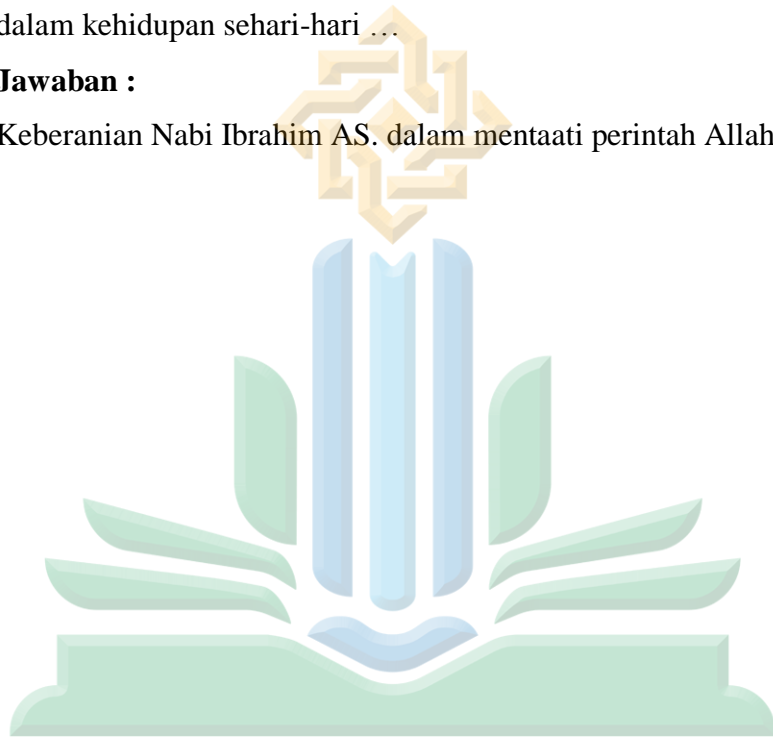 dalam kehidupan sehari-hari …
Jawaban :
Keberanian Nabi Ibrahim AS. dalam mentaati perintah Allah